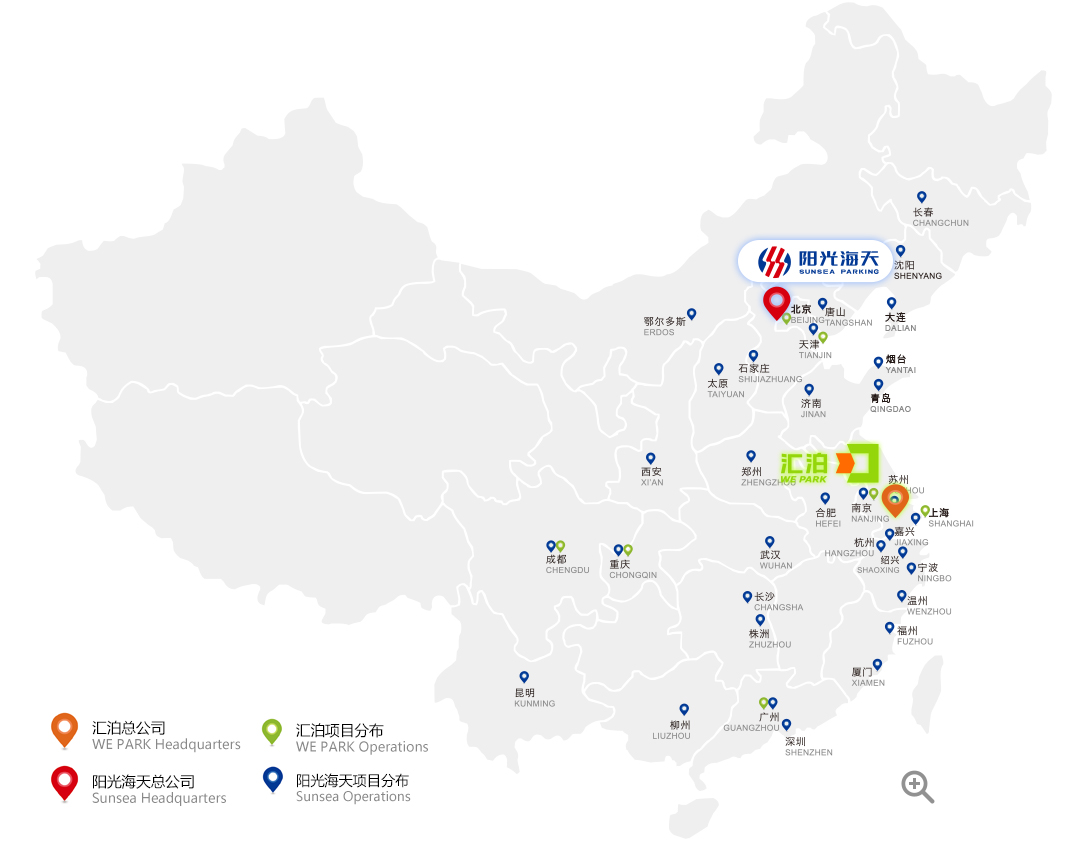 长春
CHANGCHUN
阳光海天
SUNSEA PARKING
沈阳
SHENYANG
鄂尔多斯
ERDOS
北京
BEIJING
唐山
TANGSHAN
大连
DALIAN
天津
TIANJIN
石家庄
SHIJIAZHUANG
太原
TAIYUAN
烟台
YANTAI
济南
JINAN
青岛
QINGDAO
西安
XI'AN
郑州
ZHENGZHOU
汇泊
WE PARK
苏州
HOU
合肥
HEFEI
南京
NANJING
上海
SHANGHAI
嘉兴
JIAXING
杭州
HANGZHOU
绍兴
SHAOXING
宁波
NINGBO
成都
CHENGDU
重庆
CHONGQIN
武汉
WUHAN
长沙
CHANGSHA
温州
WENZHOU
株洲
ZHUZHOU
福州
FUZHOU
厦门
XIAMEN
昆明
KUNMING
柳州
LIUZHOU
广州
GUANGZHOU
深圳
SHENZHEN
汇泊总公司
WE PARK Headquarters
汇泊项目分布
WE PARK Operations
阳光海天总公司
Sunsea Headquarters
阳光海天项目分布
Sunsea Operations